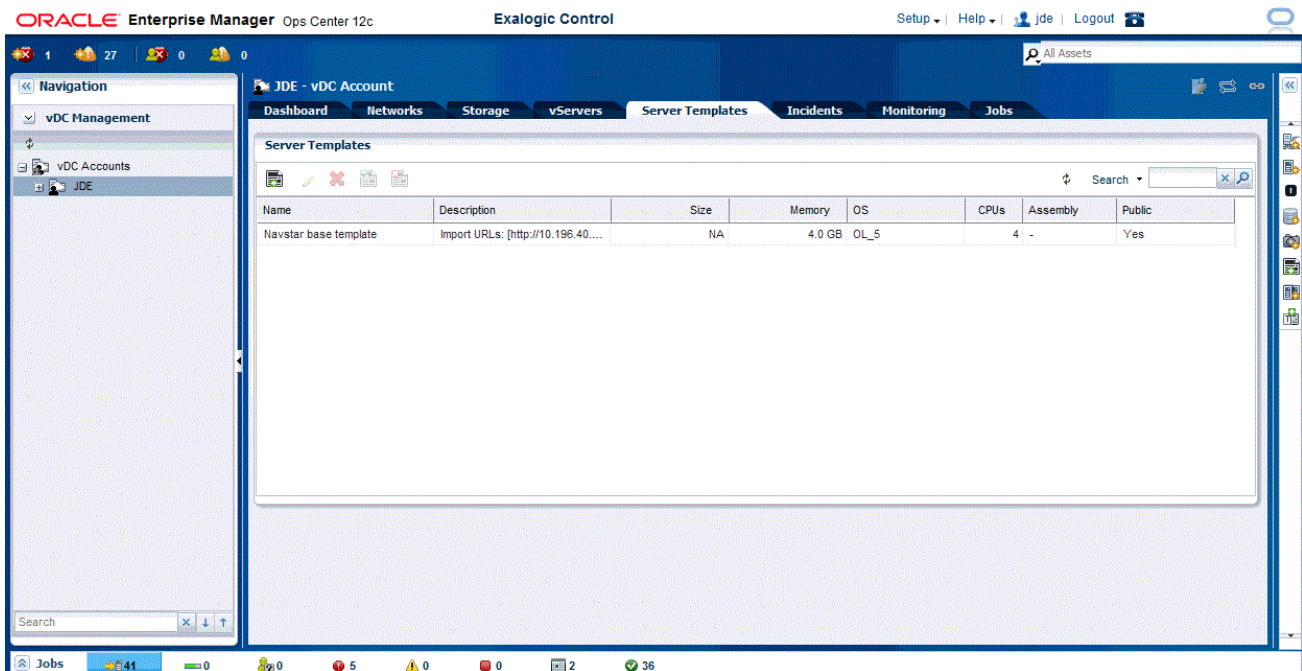 ORACLE Enterprise Manager Ops Center 12c
Exalogic Control
Setup | Help | jde | Logout
1 27 0 0
All Assets
Navigation
vDC Management
vDC Accounts
JDE
JDE - vDC Account
Dashboard Networks Storage vServers Server Templates Incidents Monitoring Jobs
Server Templates
Search
Name Description Size Memory OS CPUs Assembly Public
Navstar base template Import URLs: [http://10.196.40.... NA 4.0 GB OL_5 4 - Yes
Search
Jobs 41 0 0 5 0 0 2 36